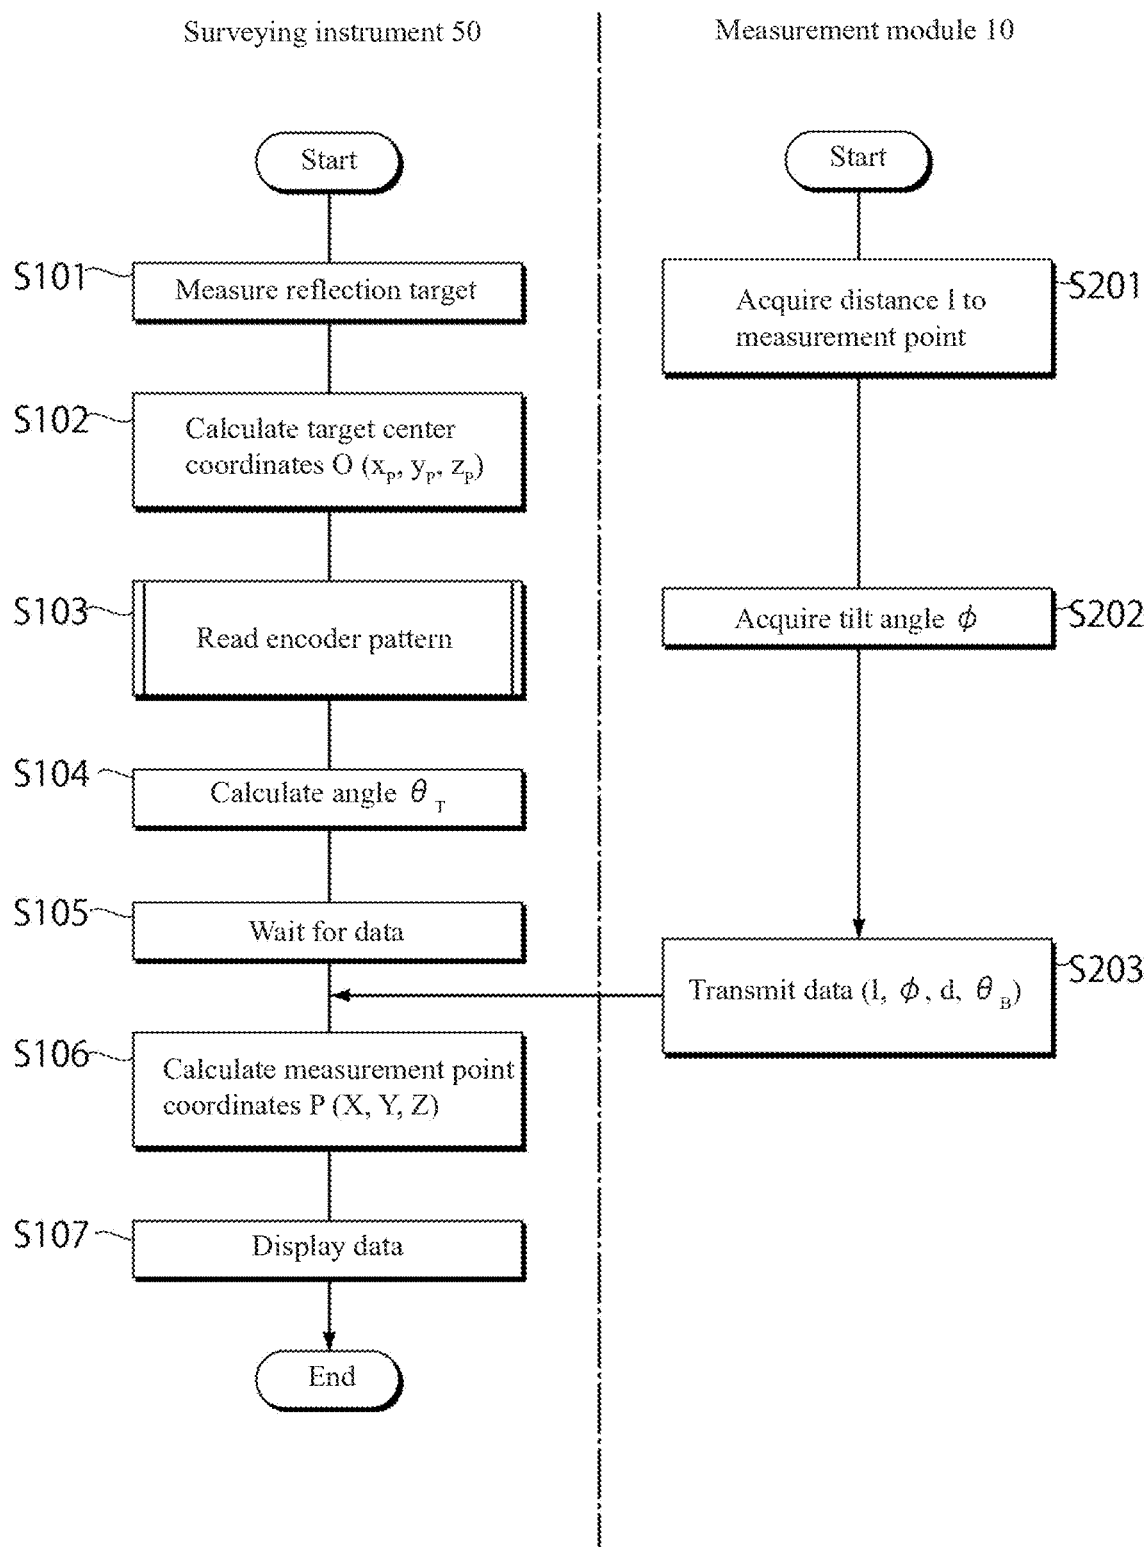 Surveying instrument 50
Measurement module 10
Start
S101
Measure reflection target
S102
Calculate target center
coordinates O (xₚ, yₚ, zₚ)
S103
Read encoder pattern
S104
Calculate angle θ_T
S105
Wait for data
S106
Calculate measurement point
coordinates P (X, Y, Z)
S107
Display data
End
Start
S201
Acquire distance l to
measurement point
S202
Acquire tilt angle ϕ
S203
Transmit data (l, ϕ, d, θ_B)